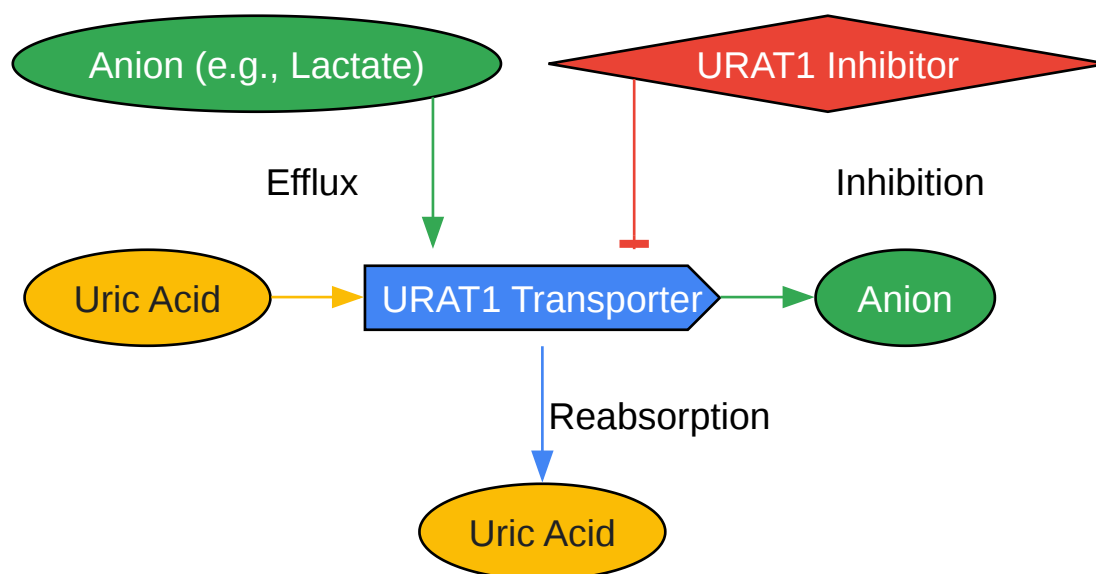 Anion (e.g., Lactate)
URAT1 Inhibitor
Efflux
Inhibition
Uric Acid
URAT1 Transporter
Anion
Reabsorption
Uric Acid